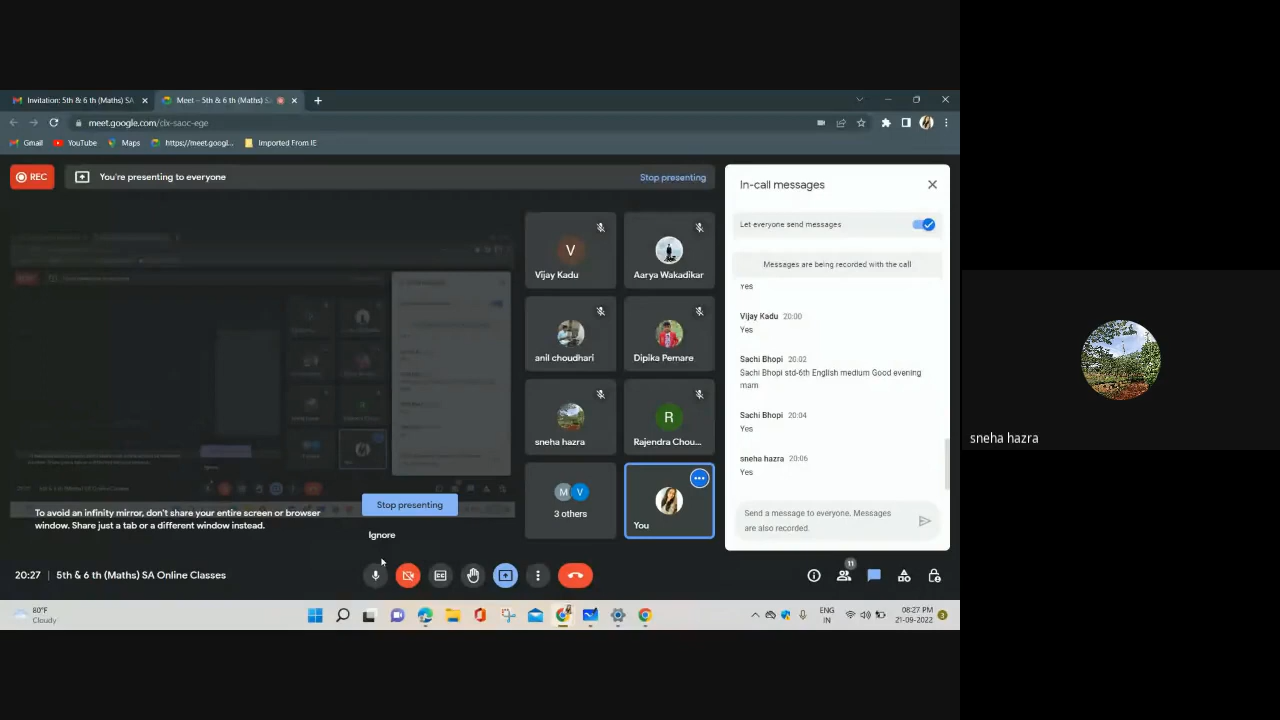 Invitation: 5th & 6 th (Maths) SA
Meet – 5th & 6 th (Maths) S
meet.google.com/cix-saoc-ege
Gmail
YouTube
Maps
https://meet.googl...
Imported From IE
REC
You're presenting to everyone
Stop presenting
Vijay Kadu
Aarya Wakadikar
anil choudhari
Dipika Pemare
sneha hazra
R
Rajendra Chou...
M V
3 others
You
V
To avoid an infinity mirror, don't share your entire screen or browser
window. Share just a tab or a different window instead.
Stop presenting
Ignore
In-call messages
Let everyone send messages
Messages are being recorded with the call
Yes
Vijay Kadu 20:00
Yes
Sachi Bhopi 20:02
Sachi Bhopi std-6th English medium Good evening
mam
Sachi Bhopi 20:04
Yes
sneha hazra 20:06
Yes
Send a message to everyone. Messages
are also recorded.
20:27 | 5th & 6 th (Maths) SA Online Classes
11
80°F
Cloudy
ENG
IN
08:27 PM
21-09-2022
3
sneha hazra